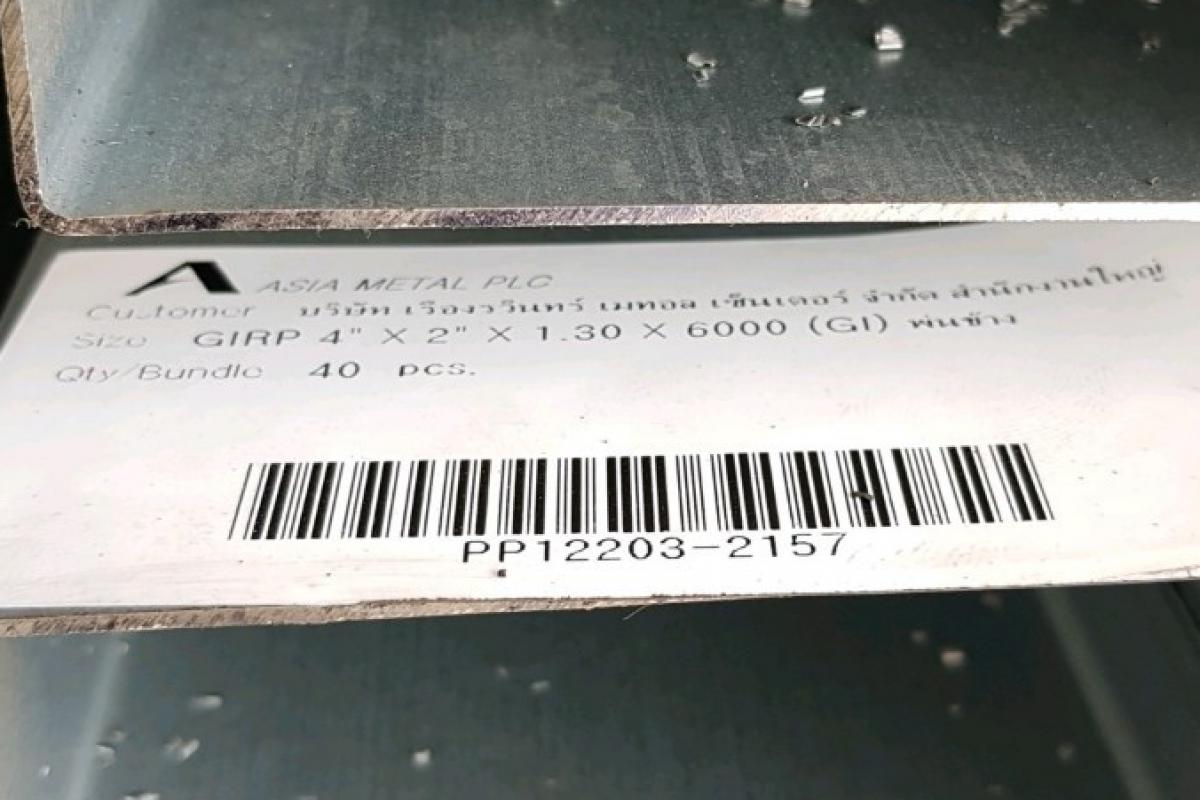 ASIA METAL PLC
Customer บริษัท เรืองรวินทร์ เมทอล เซ็นเตอร์ จำกัด สำนักงานใหญ่
Size GIRP 4" X 2" X 1.30 X 6000 (GI) พ่นข้าง
Qty/Bundle 40 pcs.
PP12203-2157